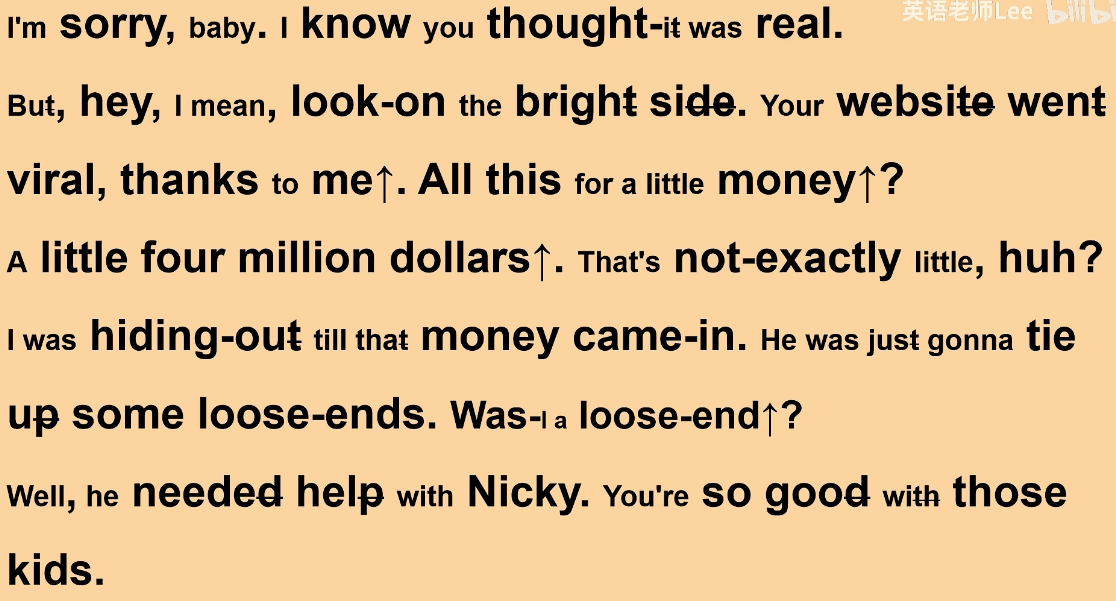 英语老师Lee bilibi
I'm sorry, baby. I know you thought-it was real.
But, hey, I mean, look-on the bright side. Your website went
viral, thanks to me↑. All this for a little money↑?
A little four million dollars↑. That's not-exactly little, huh?
I was hiding-out till that money came-in. He was just gonna tie
up some loose-ends. Was-I a loose-end↑?
Well, he needed help with Nicky. You're so good with those
kids.